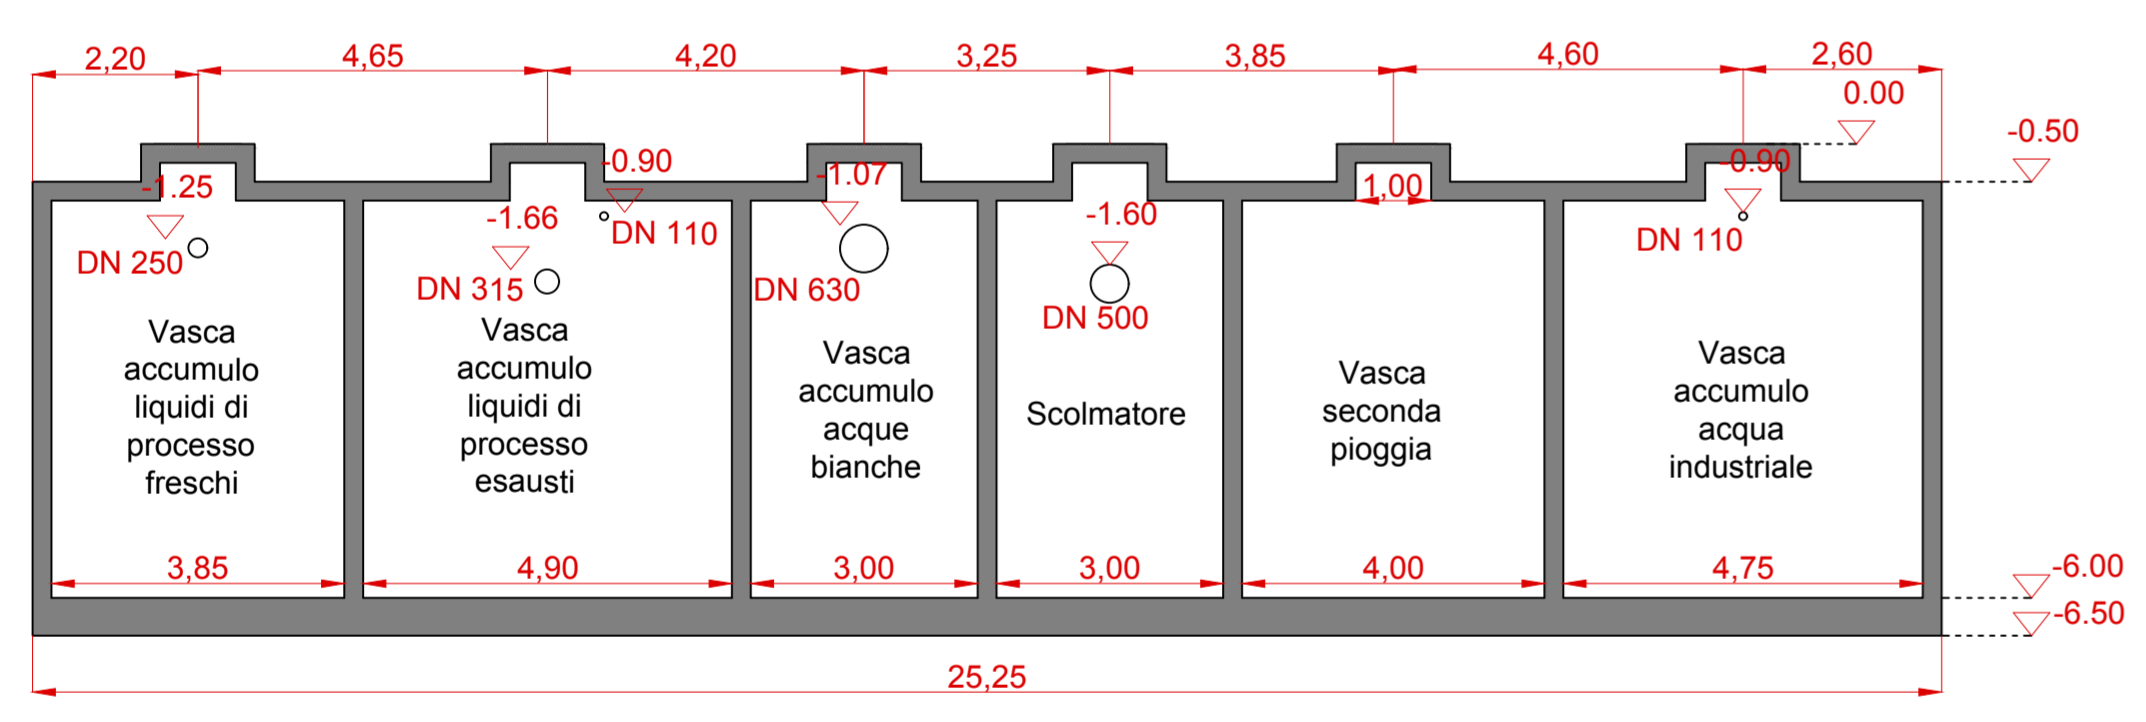 2,20
4,65
4,20
3,25
3,85
4,60
2,60
0.00
-0.50
-1.25
-0.90
-1.07
-1.60
1,00
-0.90
-1.66
DN 250
DN 315
DN 110
DN 630
DN 500
DN 110
Vasca
accumulo
liquidi di
processo
freschi
Vasca
accumulo
liquidi di
processo
esausti
Vasca
accumulo
acque
bianche
Scolmatore
Vasca
seconda
pioggia
Vasca
accumulo
acqua
industriale
3,85
4,90
3,00
3,00
4,00
4,75
-6.00
-6.50
25,25